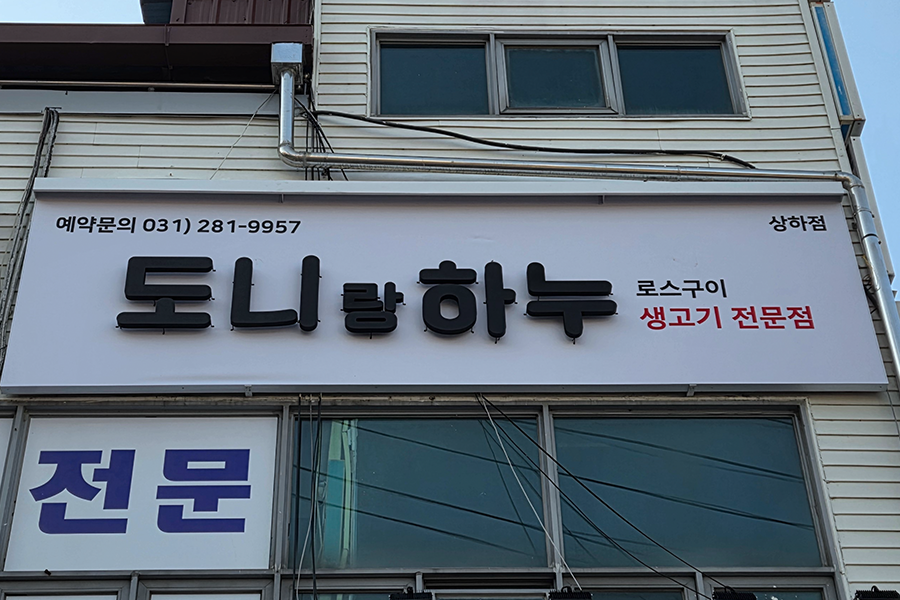 예약문의 031) 281-9957
상하점
도니랑하누
로스구이
생고기 전문점
전문